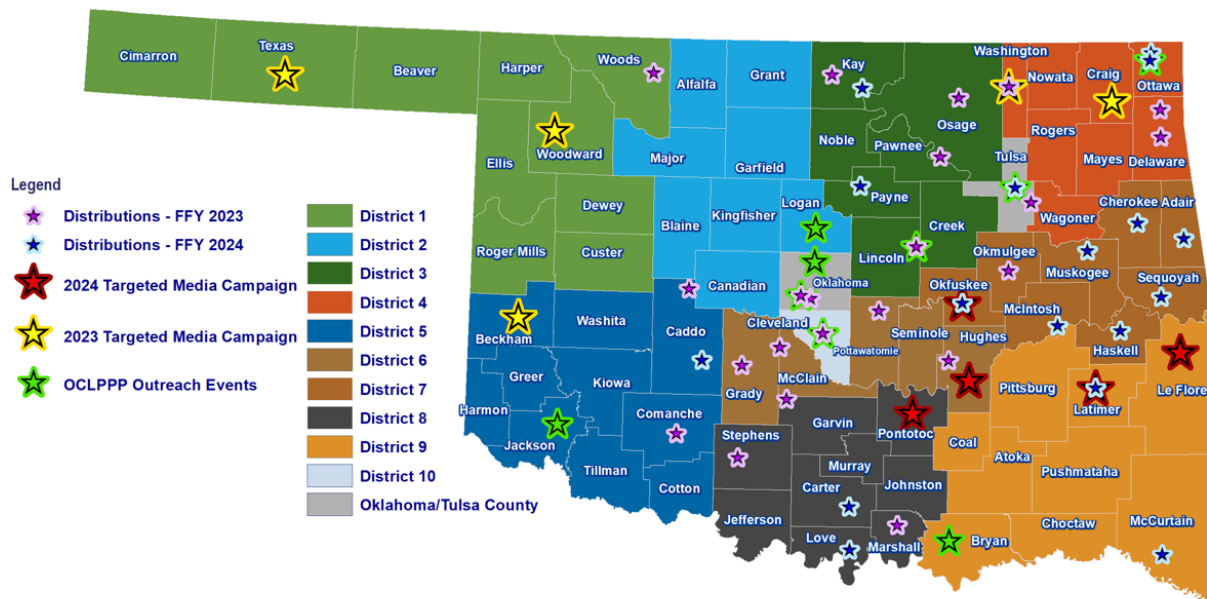 Cimarron
Texas
Beaver
Harper
Woods
Alfalfa
Grant
Kay
Washington
Nowata
Craig
Ottawa
Osage
Noble
Pawnee
Rogers
Mayes
Delaware
Ellis
Woodward
Major
Garfield
Tulsa
Payne
Wagoner
Cherokee
Adair
Dewey
Blaine
Kingfisher
Logan
Creek
Roger Mills
Custer
Lincoln
Okmulgee
Muskogee
Sequoyah
Canadian
Oklahoma
Okfuskee
McIntosh
Beckham
Washita
Caddo
Cleveland
Pottawatomie
Seminole
Hughes
Haskell
Greer
Kiowa
Grady
McClain
Pittsburg
Latimer
Le Flore
Harmon
Jackson
Comanche
Stephens
Garvin
Pontotoc
Coal
Atoka
Pushmataha
Tillman
Cotton
Murray
Carter
Johnston
Jefferson
Love
Marshall
Bryan
Choctaw
McCurtain
Legend
Distributions - FFY 2023
Distributions - FFY 2024
2024 Targeted Media Campaign
2023 Targeted Media Campaign
OCLPPP Outreach Events
District 1
District 2
District 3
District 4
District 5
District 6
District 7
District 8
District 9
District 10
Oklahoma/Tulsa County